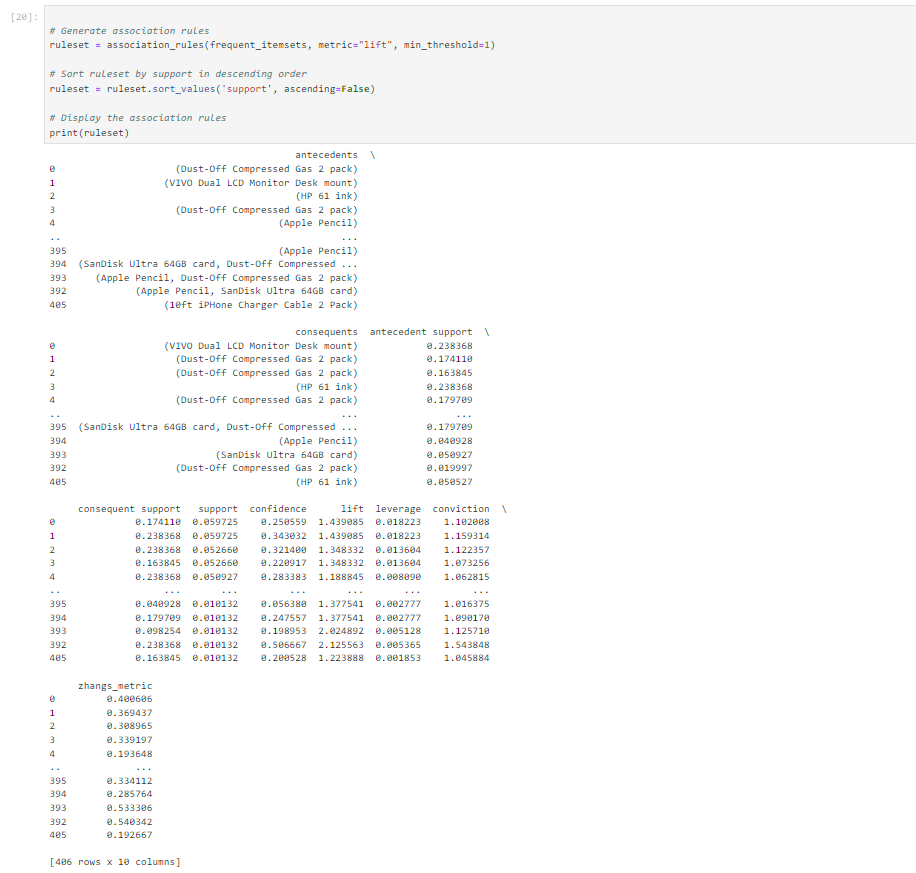 [20]:
# Generate association rules
ruleset = association_rules(frequent_itemsets, metric="lift", min_threshold=1)
# Sort ruleset by support in descending order
ruleset = ruleset.sort_values('support', ascending=False)
# Display the association rules
print(ruleset)
antecedents \
0 (Dust-Off Compressed Gas 2 pack)
1 (VIVO Dual LCD Monitor Desk mount)
2 (HP 61 ink)
3 (Dust-Off Compressed Gas 2 pack)
4 (Apple Pencil)
.. ...
395 (Apple Pencil)
394 (SanDisk Ultra 64GB card, Dust-Off Compressed ...
393 (Apple Pencil, Dust-Off Compressed Gas 2 pack)
392 (Apple Pencil, SanDisk Ultra 64GB card)
405 (10ft iPHone Charger Cable 2 Pack)
consequents antecedent support \
0 (VIVO Dual LCD Monitor Desk mount) 0.238368
1 (Dust-Off Compressed Gas 2 pack) 0.174110
2 (Dust-Off Compressed Gas 2 pack) 0.163845
3 (HP 61 ink) 0.238368
4 (Dust-Off Compressed Gas 2 pack) 0.179709
.. ... ...
395 (SanDisk Ultra 64GB card, Dust-Off Compressed ... 0.179709
394 (Apple Pencil) 0.040928
393 (SanDisk Ultra 64GB card) 0.050927
392 (Dust-Off Compressed Gas 2 pack) 0.019997
405 (HP 61 ink) 0.050527
consequent support support confidence lift leverage conviction \
0 0.174110 0.059725 0.250559 1.439085 0.018223 1.102008
1 0.238368 0.059725 0.343032 1.439085 0.018223 1.159314
2 0.238368 0.052660 0.321400 1.348332 0.013604 1.122357
3 0.163845 0.052660 0.220917 1.348332 0.013604 1.073256
4 0.238368 0.050927 0.283383 1.188845 0.008090 1.062815
.. ... ... ... ... ... ...
395 0.040928 0.010132 0.056380 1.377541 0.002777 1.016375
394 0.179709 0.010132 0.247557 1.377541 0.002777 1.090170
393 0.098254 0.010132 0.198953 2.024892 0.005128 1.125710
392 0.238368 0.010132 0.506667 2.125563 0.005365 1.543848
405 0.163845 0.010132 0.200528 1.223888 0.001853 1.045884
zhangs_metric
0 0.400606
1 0.369437
2 0.308965
3 0.339197
4 0.193648
.. ...
395 0.334112
394 0.285764
393 0.533306
392 0.540342
405 0.192667
[406 rows x 10 columns]